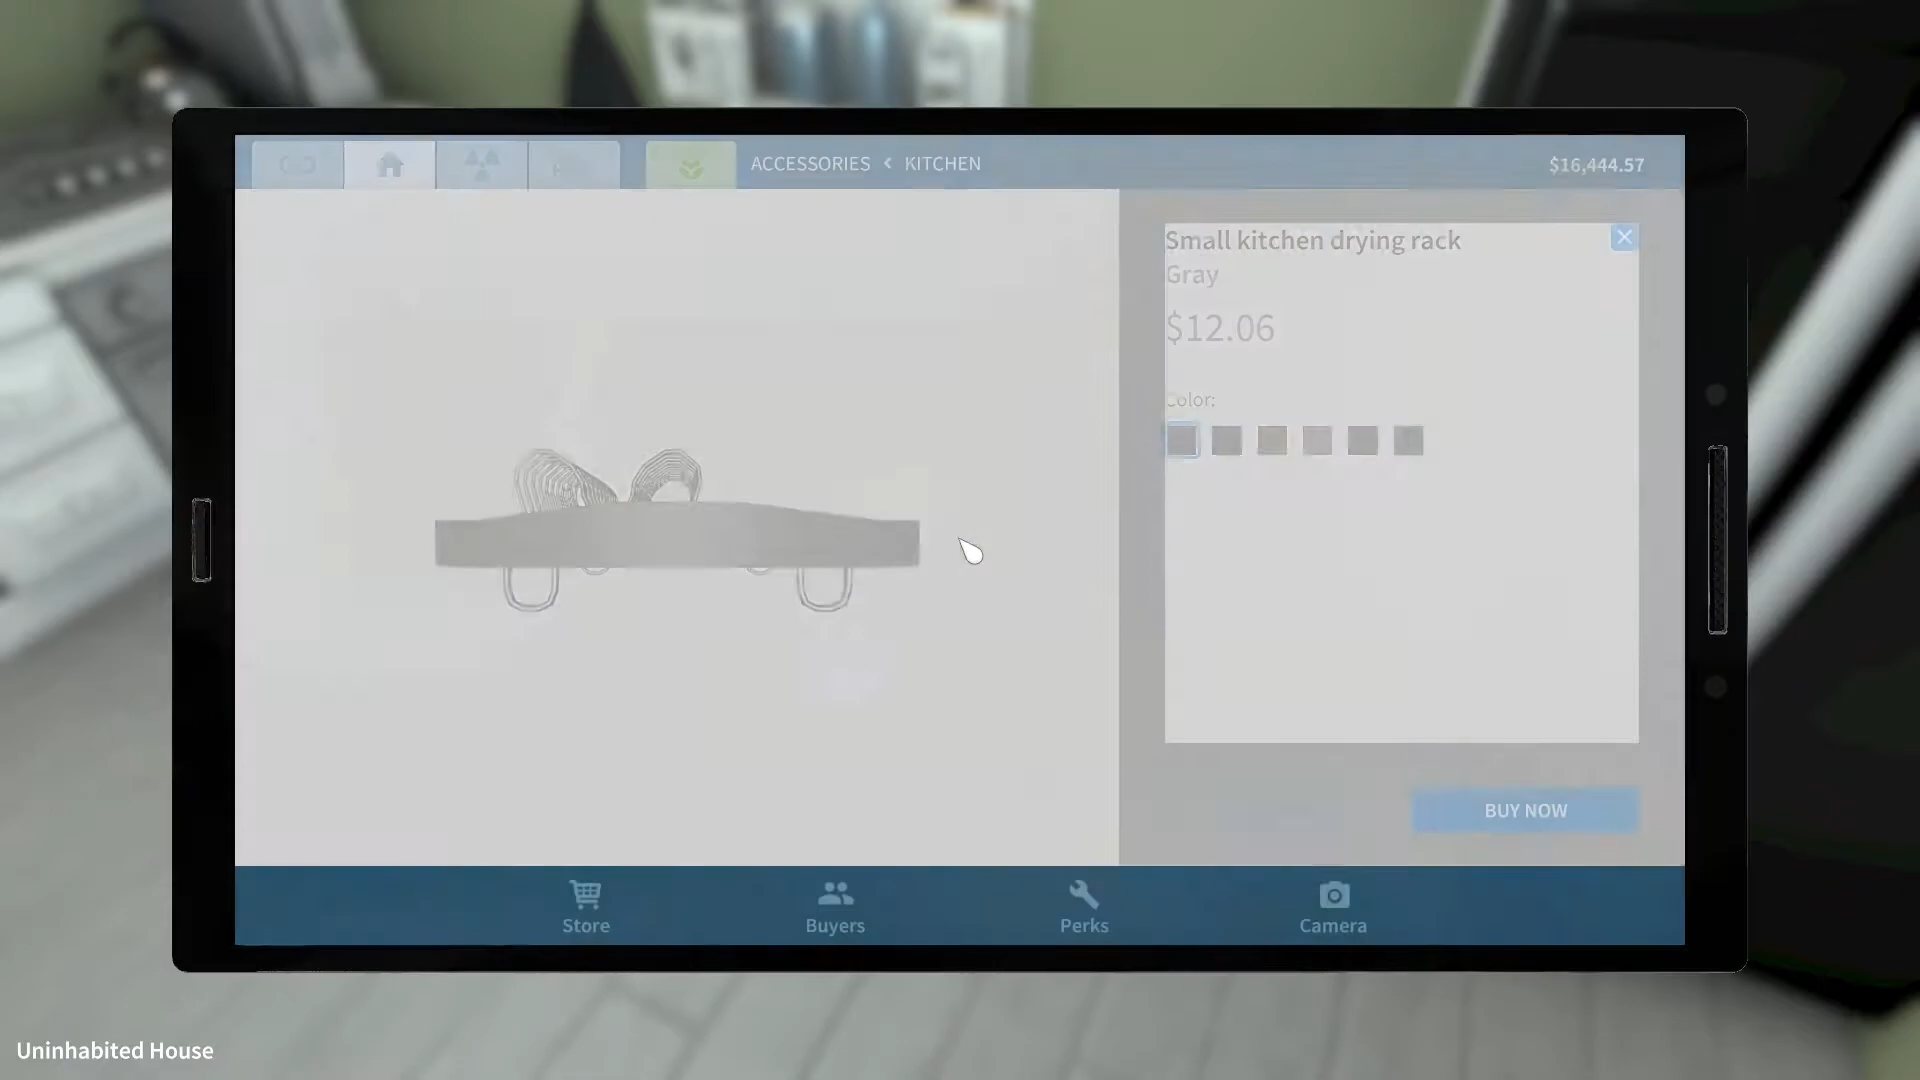 ACCESSORIES < KITCHEN
$16,444.57
Small kitchen drying rack
Gray
$12.06
Color:
BUY NOW
Store
Buyers
Perks
Camera
Uninhabited House